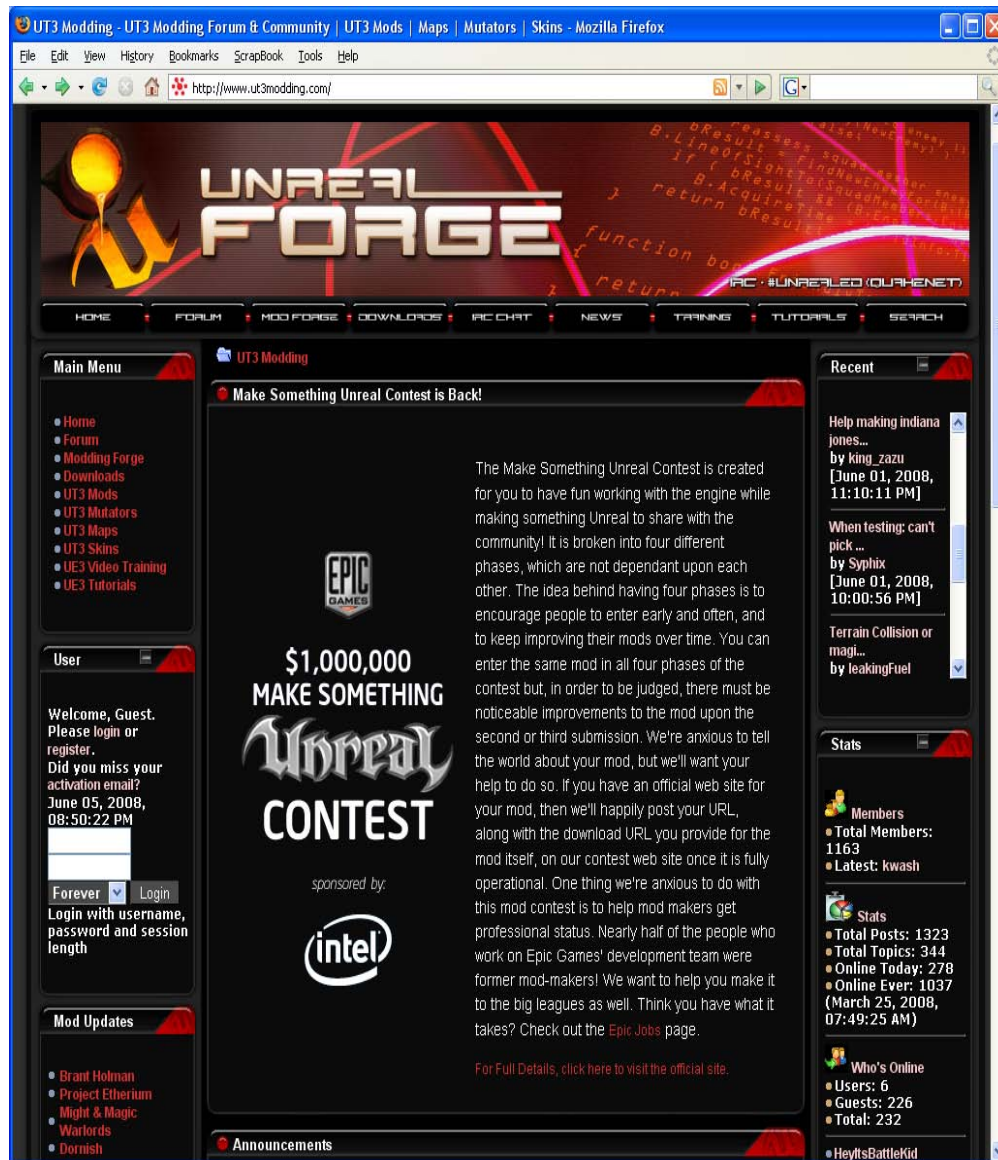 UT3 Modding - UT3 Modding Forum & Community | UT3 Mods | Maps | Mutators | Skins - Mozilla Firefox
File Edit View History Bookmarks ScrapBook Tools Help
http://www.ut3modding.com/
G
UNREAL
FORGE
reassess squad
B.LineOfSightTo(SquadMember
if ( bResult
B.AcquireTime
return bResult
}
function
{
return
}
IRC - #UNREALED (QUAKENET)
HOME
FORUM
MOD FORGE
DOWNLOADS
IRC CHAT
NEWS
TRAINING
TUTORIALS
SEARCH
Main Menu
Home
Forum
Modding Forge
Downloads
UT3 Mods
UT3 Mutators
UT3 Maps
UT3 Skins
UE3 Video Training
UE3 Tutorials
User
Welcome, Guest.
Please login or
register.
Did you miss your
activation email?
June 05, 2008,
08:50:22 PM
Forever Login
Login with username,
password and session
length
Mod Updates
Brant Holman
Project Etherium
Might & Magic
Warlords
Dornish
UT3 Modding
Make Something Unreal Contest is Back!
EPIC
GAMES
$1,000,000
MAKE SOMETHING
Unreal
CONTEST
sponsored by:
intel
The Make Something Unreal Contest is created
for you to have fun working with the engine while
making something Unreal to share with the
community! It is broken into four different
phases, which are not dependant upon each
other. The idea behind having four phases is to
encourage people to enter early and often, and
to keep improving their mods over time. You can
enter the same mod in all four phases of the
contest but, in order to be judged, there must be
noticeable improvements to the mod upon the
second or third submission. We're anxious to tell
the world about your mod, but we'll want your
help to do so. If you have an official web site for
your mod, then we'll happily post your URL,
along with the download URL you provide for the
mod itself, on our contest web site once it is fully
operational. One thing we're anxious to do with
this mod contest is to help mod makers get
professional status. Nearly half of the people who
work on Epic Games' development team were
former mod-makers! We want to help you make it
to the big leagues as well. Think you have what it
takes? Check out the Epic Jobs page.
For Full Details, click here to visit the official site.
Announcements
Recent
Help making indiana
jones...
by king_zazu
[June 01, 2008,
11:10:11 PM]
When testing: can't
pick ...
by Syphix
[June 01, 2008,
10:00:56 PM]
Terrain Collision or
magi...
by leakingFuel
Stats
Members
Total Members:
1163
Latest: kwash
Stats
Total Posts: 1323
Total Topics: 344
Online Today: 278
Online Ever: 1037
(March 25, 2008,
07:49:25 AM)
Who's Online
Users: 6
Guests: 226
Total: 232
HeyItsBattleKid